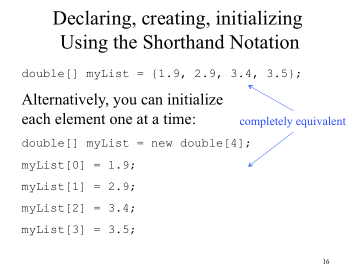 Declaring, creating, initializing
Using the Shorthand Notation
double[] myList = {1.9, 2.9, 3.4, 3.5};
Alternatively, you can initialize
each element one at a time:
completely equivalent
double[] myList = new double[4];
myList[0] = 1.9;
myList[1] = 2.9;
myList[2] = 3.4;
myList[3] = 3.5;
16